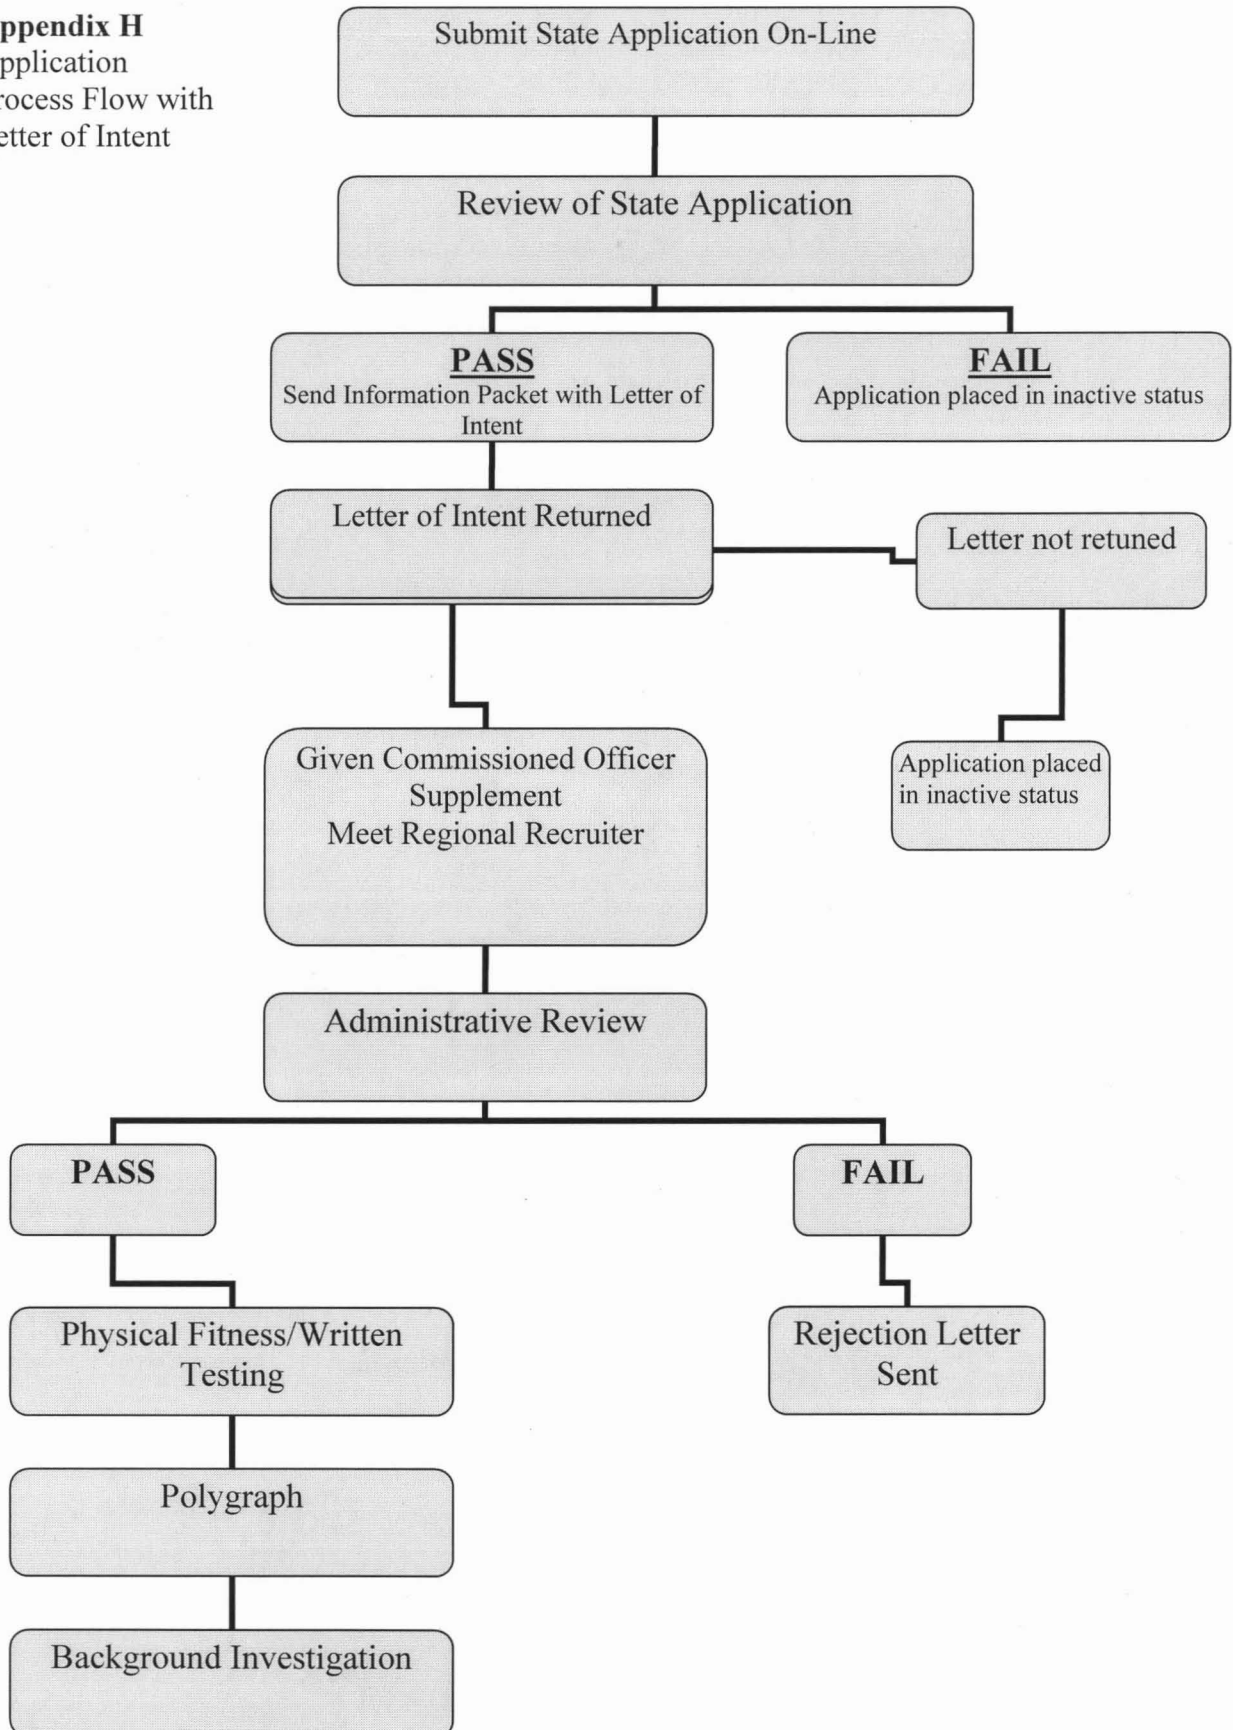 ppendix H
pplication
rocess Flow with
etter of Intent
Submit State Application On-Line
Review of State Application
PASS
Send Information Packet with Letter of
Intent
FAIL
Application placed in inactive status
Letter of Intent Returned
Letter not retuned
Given Commissioned Officer
Supplement
Meet Regional Recruiter
Application placed
in inactive status
Administrative Review
PASS
FAIL
Physical Fitness/Written
Testing
Rejection Letter
Sent
Polygraph
Background Investigation